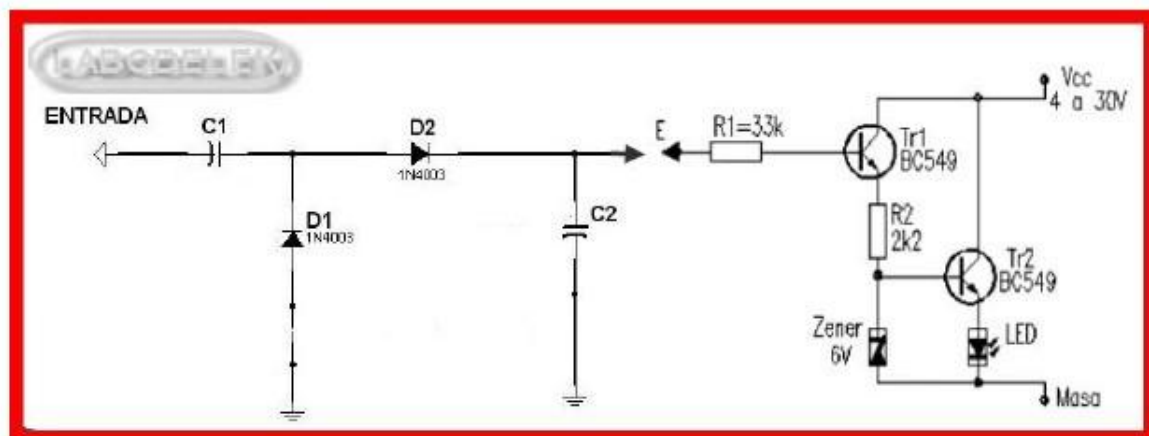 LABCDELEK
ENTRADA
C1
D2
1N4003
D1
1N4003
C2
E
R1=33k
Tr1
BC549
R2
2k2
Tr2
BC549
Zener
6V
LED
Vcc
4 a 30V
Masa